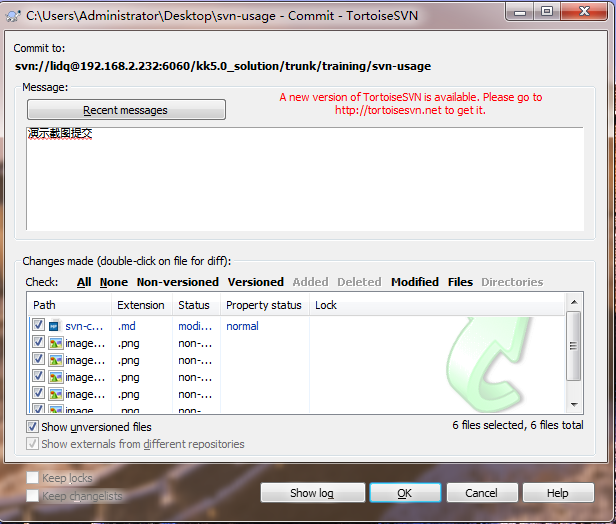 C:\Users\Administrator\Desktop\svn-usage - Commit - TortoiseSVN
Commit to:
svn://lidq@192.168.2.232:6060/kk5.0_solution/trunk/training/svn-usage
Message:
Recent messages
A new version of TortoiseSVN is available. Please go to
http://tortoisesvn.net to get it.
演示截图提交
Changes made (double-click on file for diff):
Check: All None Non-versioned Versioned Added Deleted Modified Files Directories
Path Extension Status Property status Lock
svn-c... .md modi... normal
image... .png non-...
image... .png non-...
image... .png non-...
image... .png non-...
image .png non-
Show unversioned files
6 files selected, 6 files total
Show externals from different repositories
Keep locks
Keep changelists
Show log OK Cancel Help